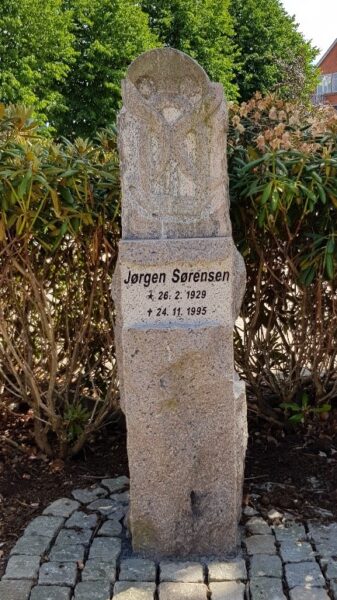 Jørgen Sørensen
* 26. 2. 1929
✝ 24. 11. 1995